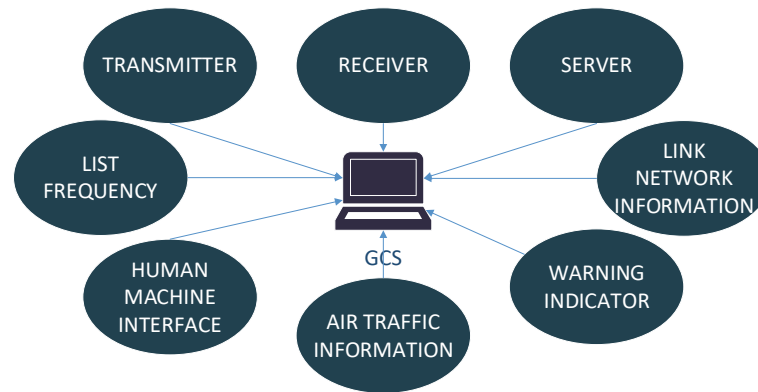 TRANSMITTER
RECEIVER
SERVER
LIST
FREQUENCY
LINK
NETWORK
INFORMATION
GCS
HUMAN
MACHINE
INTERFACE
AIR TRAFFIC
INFORMATION
WARNING
INDICATOR